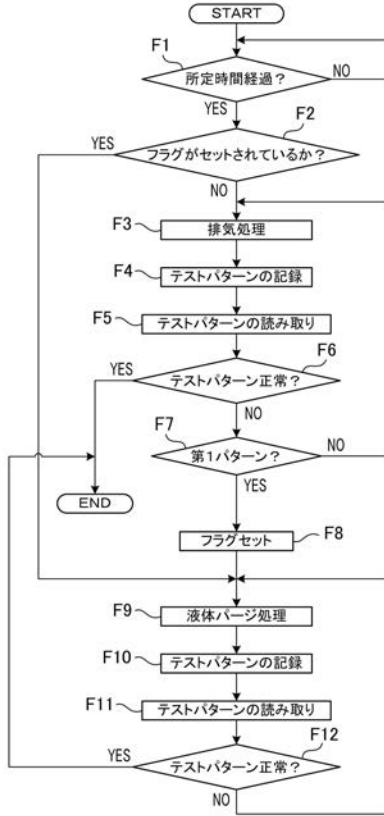 START
F1
所定時間経過？
NO
YES
F2
YES
フラグがセットされているか？
NO
F3
排気処理
F4
テストパターンの記録
F5
テストパターンの読み取り
F6
YES
テストパターン正常？
NO
F7
第１パターン？
NO
YES
END
フラグセット
F8
F9
液体パージ処理
F10
テストパターンの記録
F11
テストパターンの読み取り
F12
YES
テストパターン正常？
NO